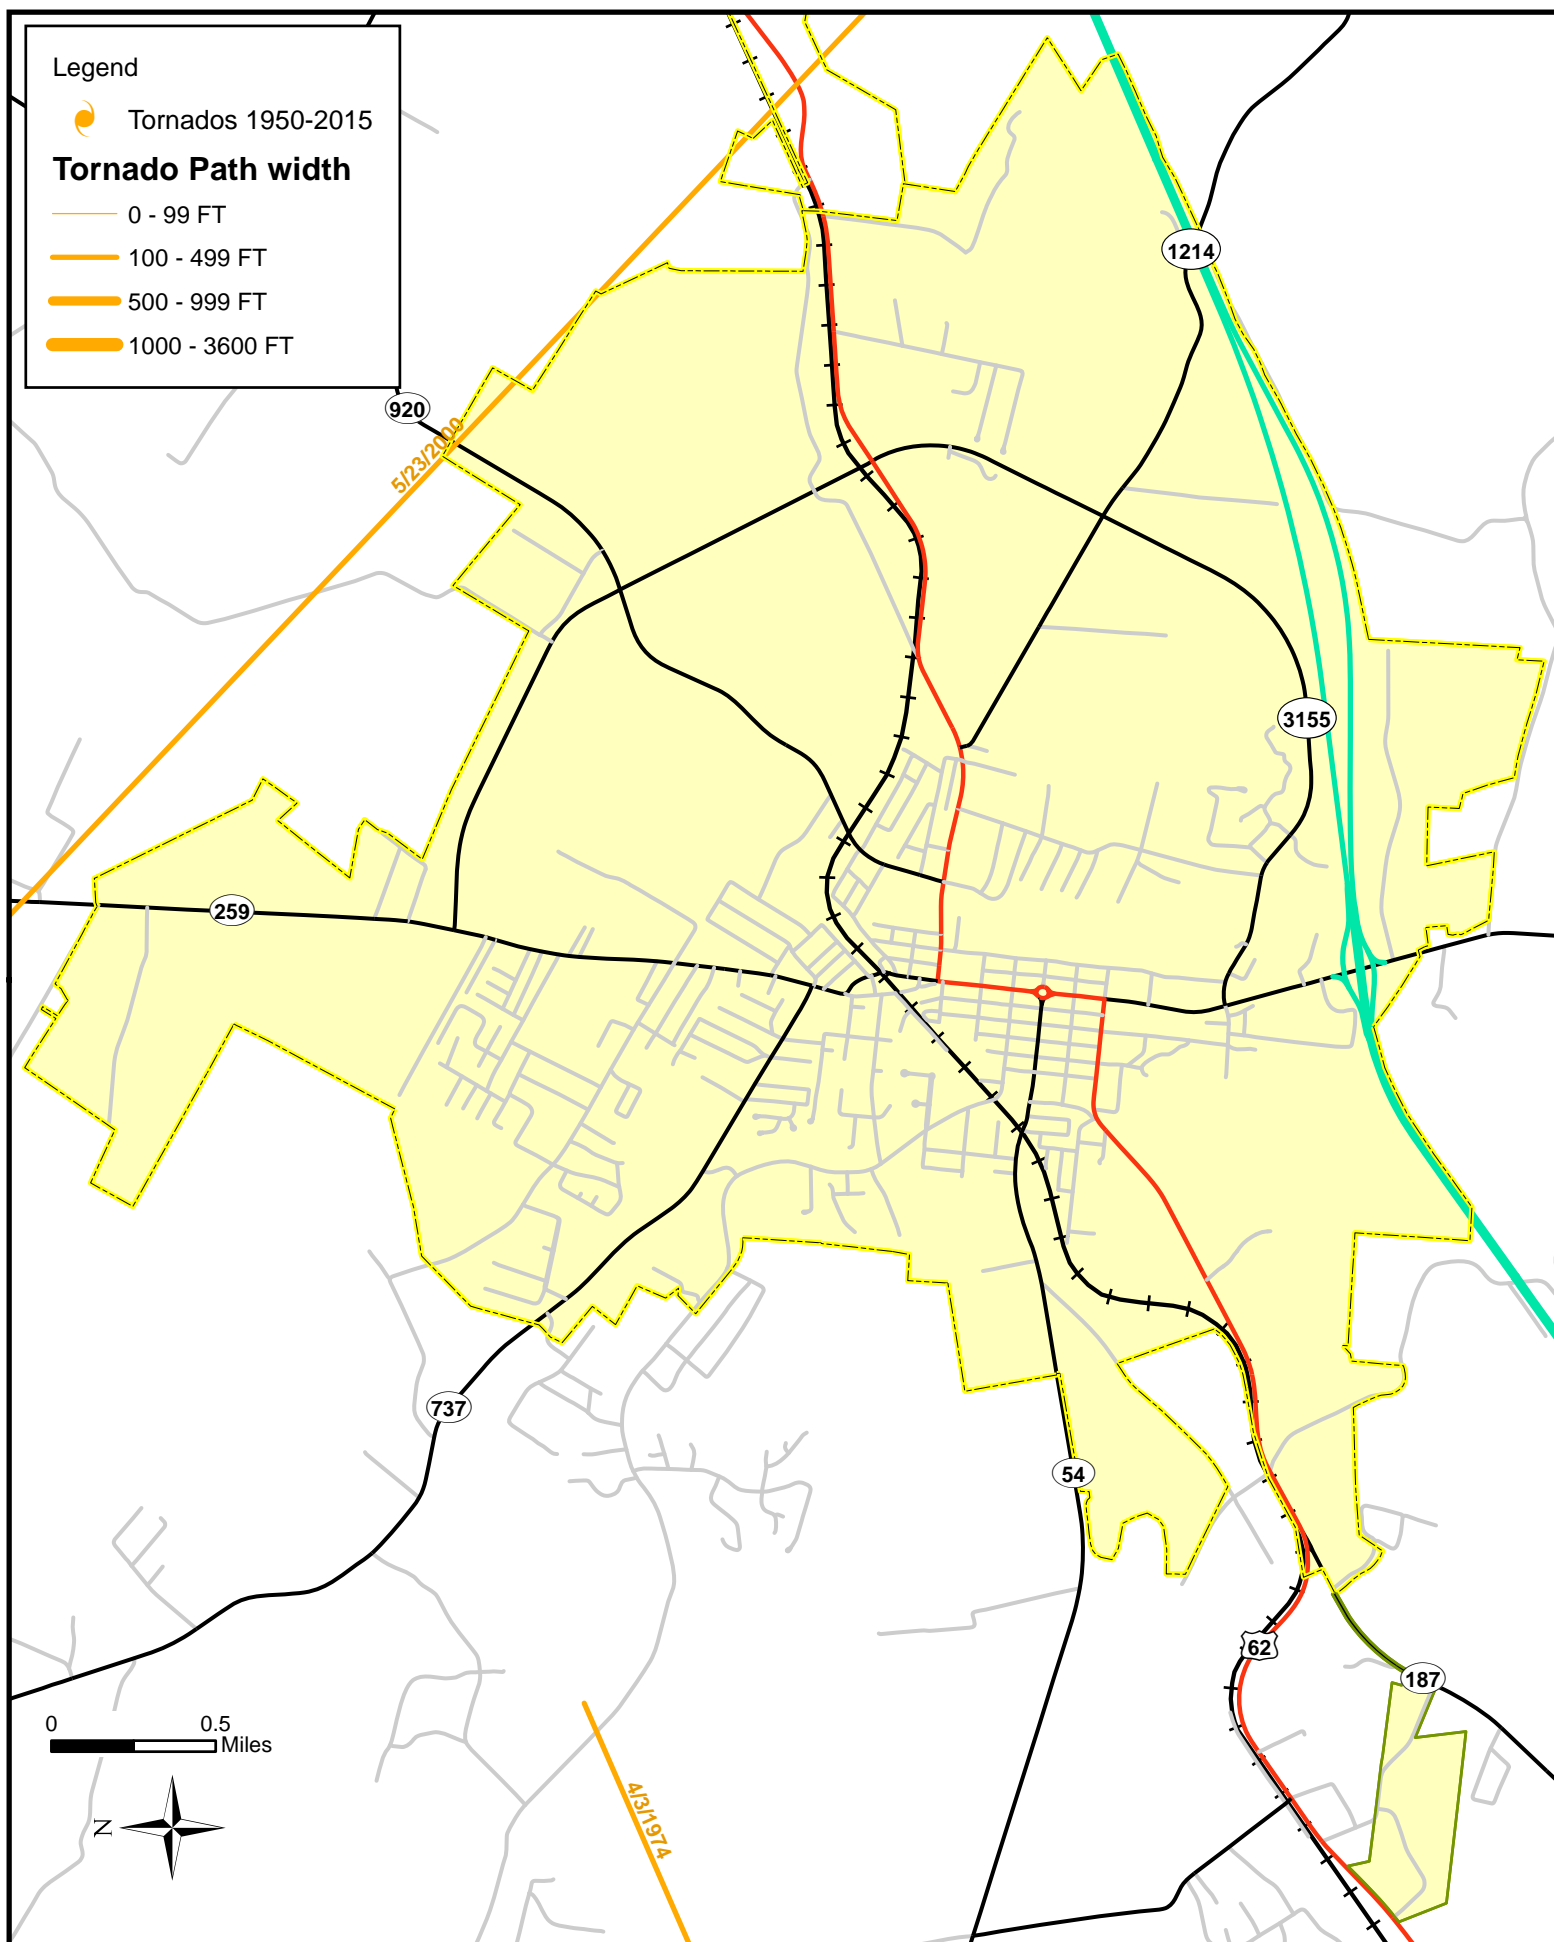 Legend
Tornados 1950-2015
Tornado Path width
0 - 99 FT
100 - 499 FT
500 - 999 FT
1000 - 3600 FT
1214
920
5/23/2000
3155
259
737
54
62
187
0 0.5
Miles
N
4/3/1974